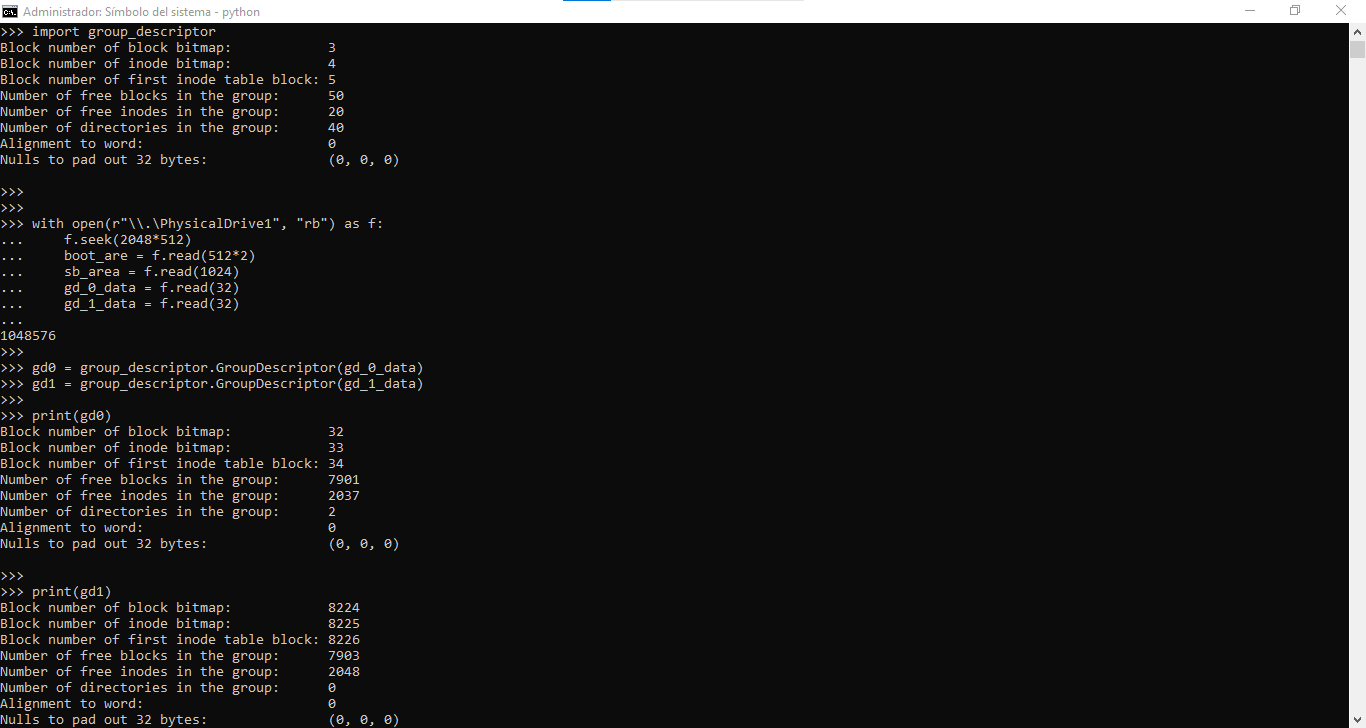 Administrador: Símbolo del sistema - python
>>> import group_descriptor
Block number of block bitmap:            3
Block number of inode bitmap:            4
Block number of first inode table block: 5
Number of free blocks in the group:      50
Number of free inodes in the group:      20
Number of directories in the group:      40
Alignment to word:                       0
Nulls to pad out 32 bytes:               (0, 0, 0)
>>>
>>>
>>> with open(r"\\.\PhysicalDrive1", "rb") as f:
...     f.seek(2048*512)
...     boot_are = f.read(512*2)
...     sb_area = f.read(1024)
...     gd_0_data = f.read(32)
...     gd_1_data = f.read(32)
...
1048576
>>>
>>> gd0 = group_descriptor.GroupDescriptor(gd_0_data)
>>> gd1 = group_descriptor.GroupDescriptor(gd_1_data)
>>>
>>> print(gd0)
Block number of block bitmap:            32
Block number of inode bitmap:            33
Block number of first inode table block: 34
Number of free blocks in the group:      7901
Number of free inodes in the group:      2037
Number of directories in the group:      2
Alignment to word:                       0
Nulls to pad out 32 bytes:               (0, 0, 0)
>>>
>>> print(gd1)
Block number of block bitmap:            8224
Block number of inode bitmap:            8225
Block number of first inode table block: 8226
Number of free blocks in the group:      7903
Number of free inodes in the group:      2048
Number of directories in the group:      0
Alignment to word:                       0
Nulls to pad out 32 bytes:               (0, 0, 0)